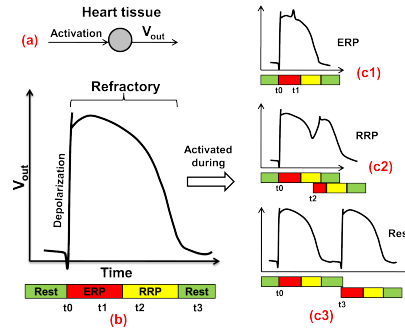 Heart tissue
(a)
Activation
Vout
Refractory
Vout
Depolarization
Time
Rest ERP RRP Rest
t0 t1 t2 t3
(b)
Activated
during
ERP
(c1)
t0 t1
RRP
(c2)
t0
t2
Rest
t0
t3
(c3)